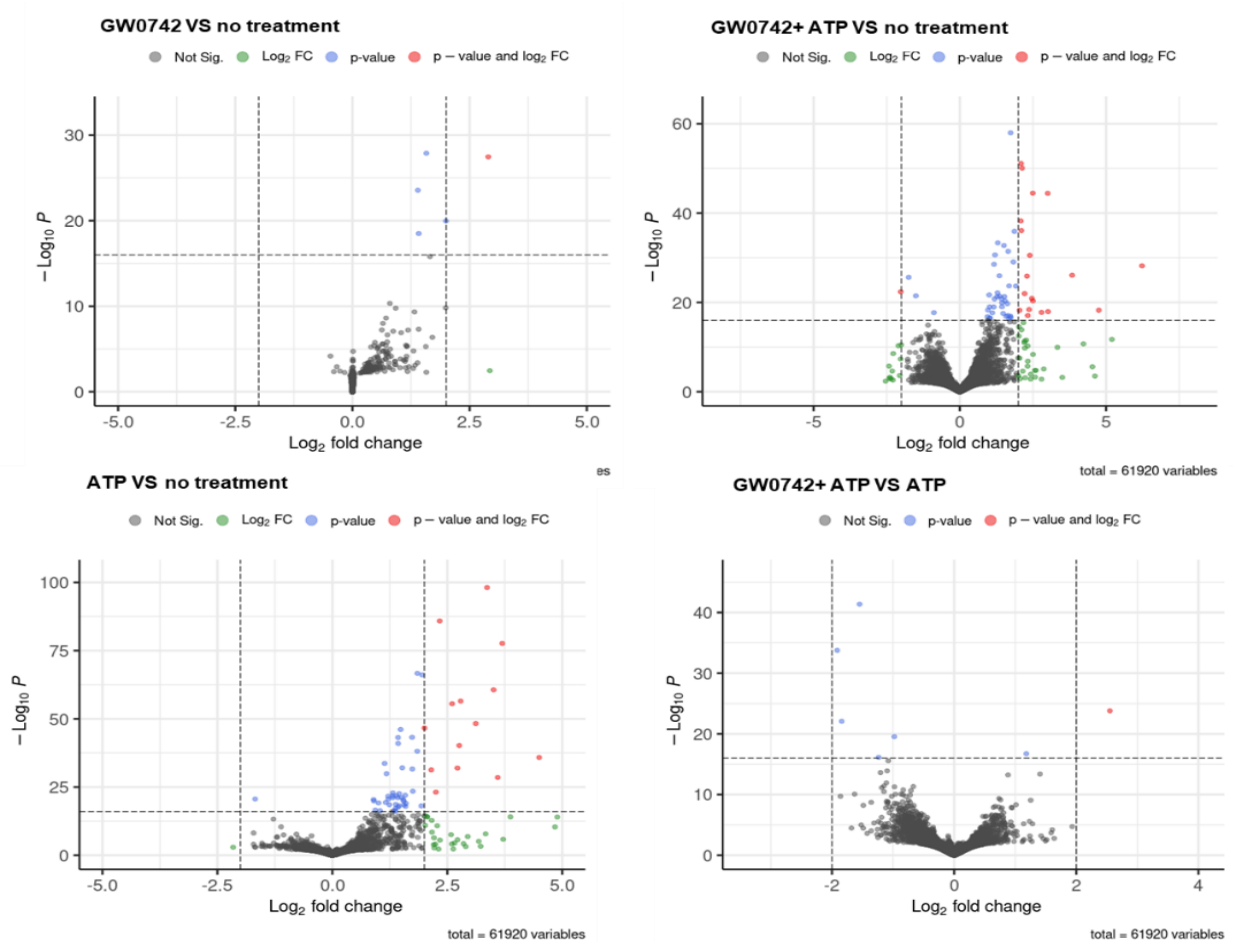 GW0742 VS no treatment
Not Sig. Log2 FC p-value p – value and log2 FC
– Log10 P
30
20
10
0
-5.0 -2.5 0.0 2.5 5.0
Log2 fold change
es
GW0742+ ATP VS no treatment
Not Sig. Log2 FC p-value p – value and log2 FC
– Log10 P
60
40
20
0
-5 0 5
Log2 fold change
total = 61920 variables
ATP VS no treatment
Not Sig. Log2 FC p-value p – value and log2 FC
– Log10 P
100
75
50
25
0
-5.0 -2.5 0.0 2.5 5.0
Log2 fold change
total = 61920 variables
GW0742+ ATP VS ATP
Not Sig. p-value p – value and log2 FC
– Log10 P
40
30
20
10
0
-2 0 2 4
Log2 fold change
total = 61920 variables